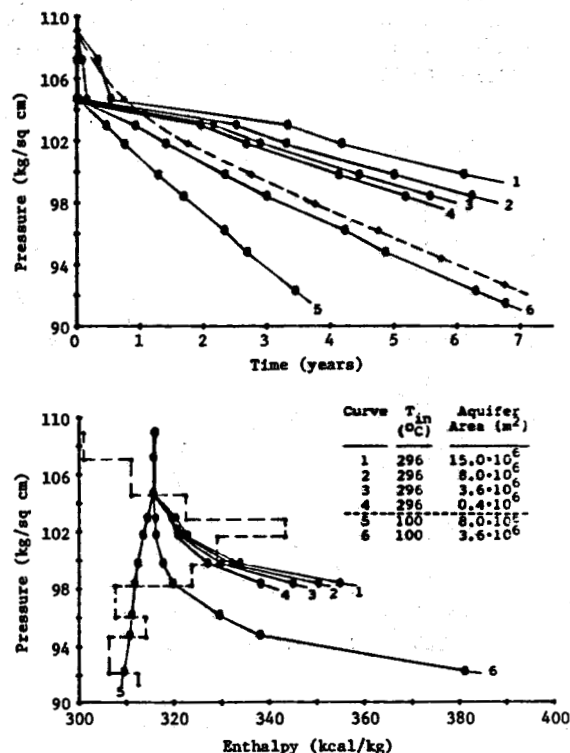 110
106
102
98
94
90
Pressure (kg/sq cm)
1
2
3
4
5
6
0 1 2 3 4 5 6 7
Time (years)
110
106
102
98
94
90
Pressure (kg/sq cm)
Curve T_in (°C) Aquifer Area (m²)
1 296 15.0·10⁶
2 296 8.0·10⁶
3 296 3.6·10⁶
4 296 0.4·10⁶
5 100 8.0·10⁶
6 100 3.6·10⁶
4 3 2 1
6
5
300 320 340 360 380 400
Enthalpy (kcal/kg)